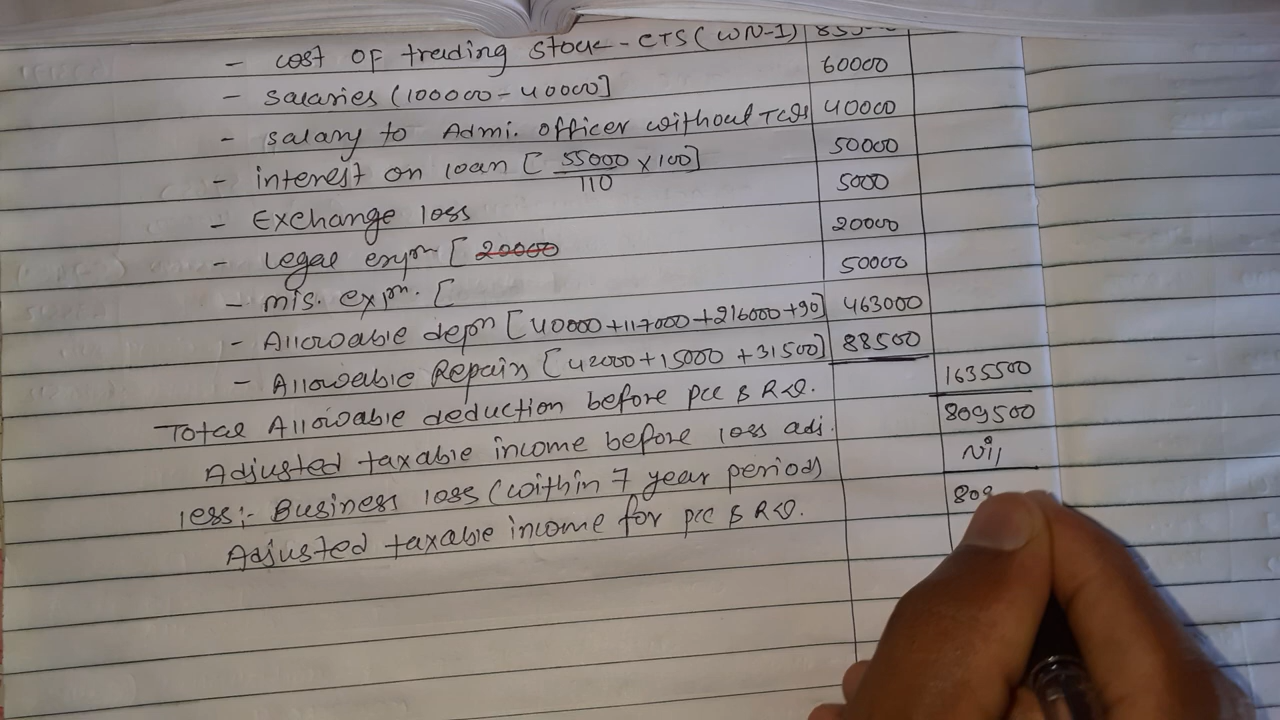 - cost of trading stock - CTS (WN-1)
- salaries (100000-40000] 60000
- salary to Admi. officer without TDS 40000
- interest on loan [ 55000/110 x 100] 50000
- Exchange loss 5000
- legal expn [ 20000 20000
- mis. expn. [ 50000
- Allowable depn [40000+117000+216000+90] 463000
- Allowable Repairs [42000+15000+31500] 88500
Total Allowable deduction before PCC & R&D. 1635500
Adjusted taxable income before loss adj. 809500
less:- Business loss (within 7 year period) Nil
Adjusted taxable income for PCC & R&D. 809